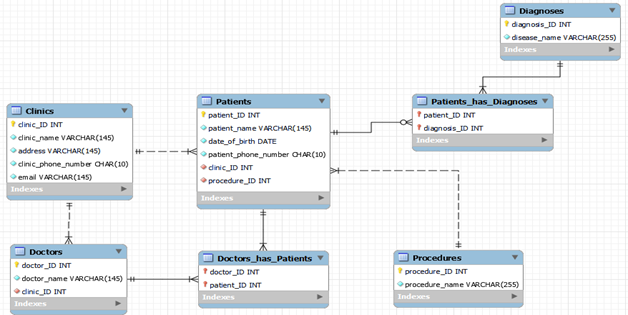 Diagnoses
diagnosis_ID INT
disease_name VARCHAR(255)
Indexes
Patients
patient_ID INT
patient_name VARCHAR(145)
date_of_birth DATE
patient_phone_number CHAR(10)
clinic_ID INT
procedure_ID INT
Indexes
Patients_has_Diagnoses
patient_ID INT
diagnosis_ID INT
Indexes
Clinics
clinic_ID INT
clinic_name VARCHAR(145)
address VARCHAR(145)
clinic_phone_number CHAR(10)
email VARCHAR(145)
Indexes
Doctors
doctor_ID INT
doctor_name VARCHAR(145)
clinic_ID INT
Indexes
Doctors_has_Patients
doctor_ID INT
patient_ID INT
Indexes
Procedures
procedure_ID INT
procedure_name VARCHAR(255)
Indexes